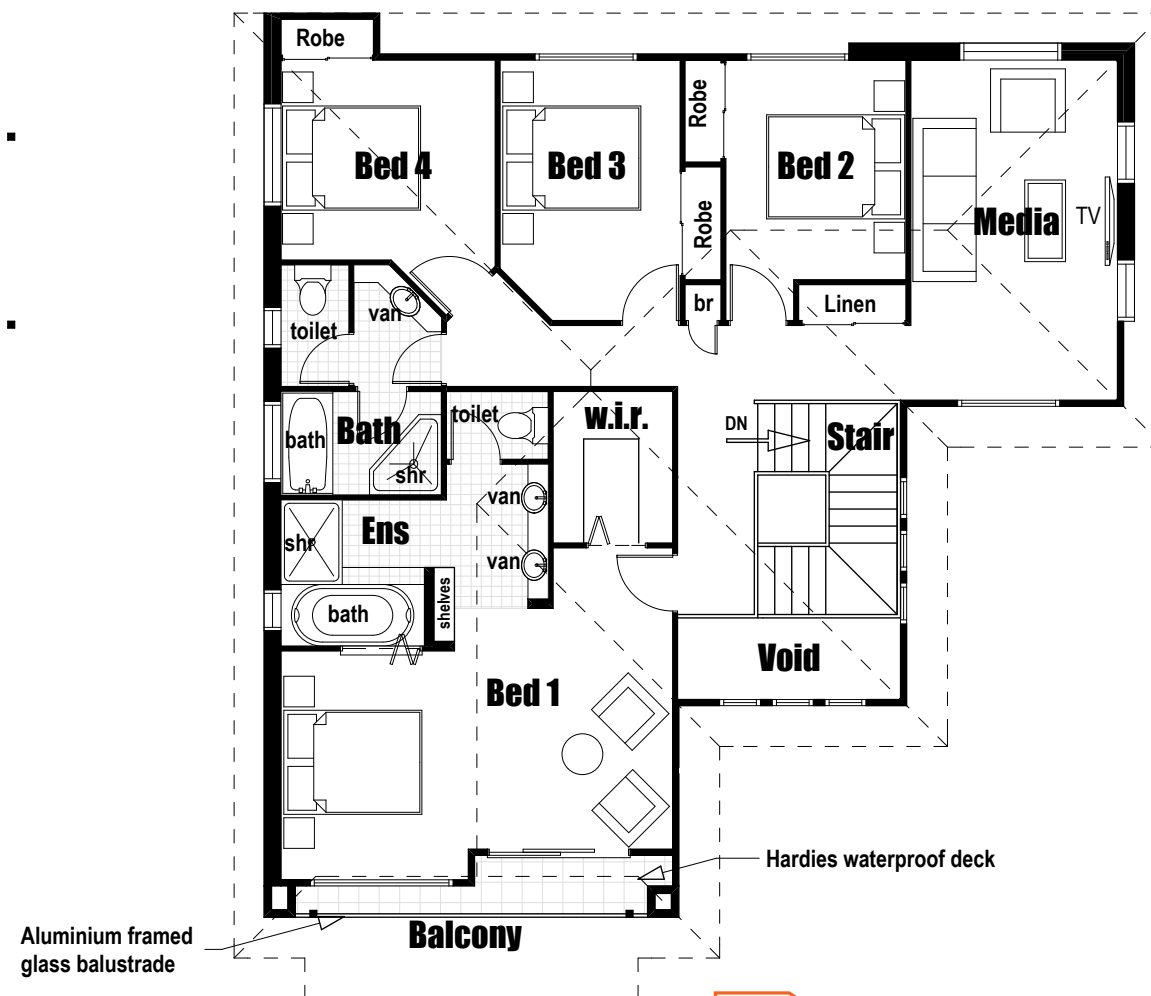 Robe
Bed 4
Bed 3
Robe
Bed 2
Robe
Media
TV
toilet
van
br
Linen
bath
Bath
shr
toilet
w.i.r.
DN
Stair
shr
Ens
van
van
shelves
bath
Void
Bed 1
Hardies waterproof deck
Balcony
Aluminium framed
glass balustrade